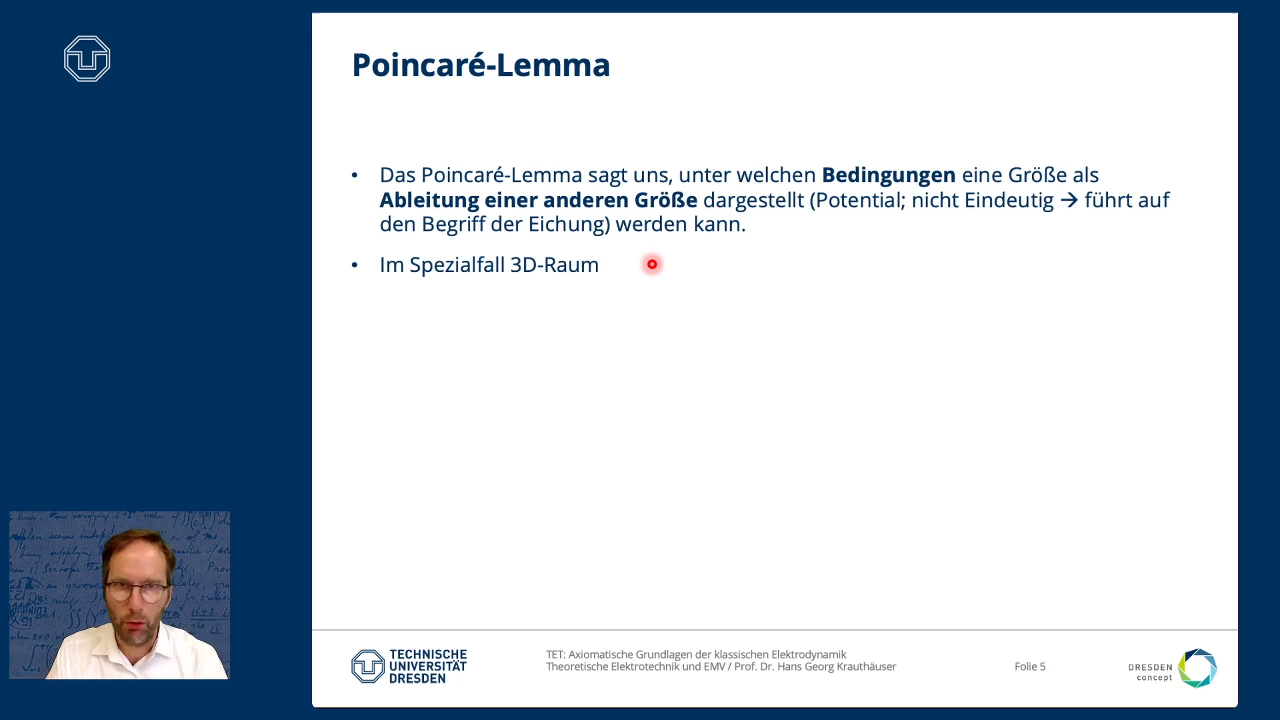 Poincaré-Lemma
• Das Poincaré-Lemma sagt uns, unter welchen Bedingungen eine Größe als
Ableitung einer anderen Größe dargestellt (Potential; nicht Eindeutig → führt auf
den Begriff der Eichung) werden kann.
• Im Spezialfall 3D-Raum
TECHNISCHE
UNIVERSITÄT
DRESDEN
TET: Axiomatische Grundlagen der klassischen Elektrodynamik
Theoretische Elektrotechnik und EMV / Prof. Dr. Hans Georg Krauthäuser
Folie 5
DRESDEN
concept